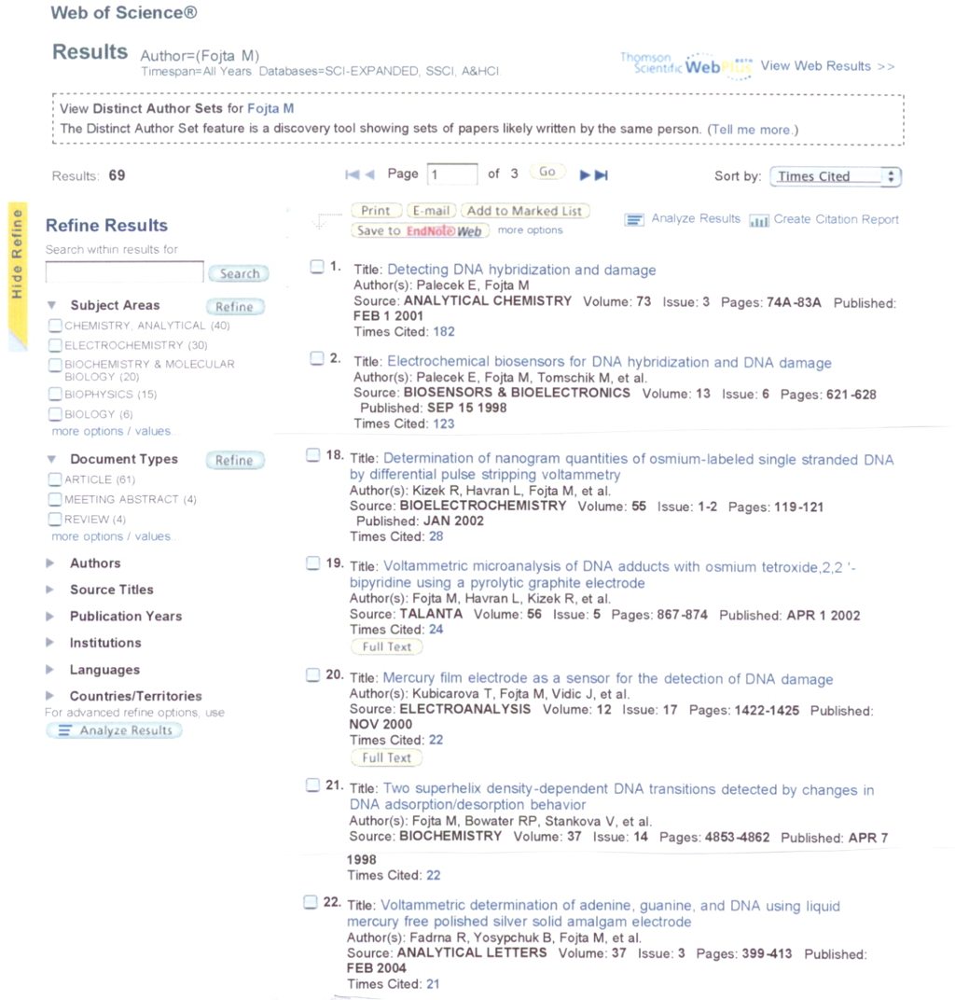 Web of Science®
Results Author=(Fojta M)
Timespan=All Years. Databases=SCI-EXPANDED, SSCI, A&HCI.
Thomson Scientific WebPlus BETA View Web Results >>
View Distinct Author Sets for Fojta M
The Distinct Author Set feature is a discovery tool showing sets of papers likely written by the same person. (Tell me more.)
Results: 69
Page 1 of 3 Go
Sort by: Times Cited
Hide Refine
Refine Results
Search within results for
Search
Subject Areas Refine
CHEMISTRY, ANALYTICAL (40)
ELECTROCHEMISTRY (30)
BIOCHEMISTRY & MOLECULAR
BIOLOGY (20)
BIOPHYSICS (15)
BIOLOGY (6)
more options / values...
Document Types Refine
ARTICLE (61)
MEETING ABSTRACT (4)
REVIEW (4)
more options / values...
Authors
Source Titles
Publication Years
Institutions
Languages
Countries/Territories
For advanced refine options, use
Analyze Results
Print E-mail Add to Marked List
Save to EndNote Web more options
Analyze Results Create Citation Report
1. Title: Detecting DNA hybridization and damage
Author(s): Palecek E, Fojta M
Source: ANALYTICAL CHEMISTRY Volume: 73 Issue: 3 Pages: 74A-83A Published:
FEB 1 2001
Times Cited: 182
2. Title: Electrochemical biosensors for DNA hybridization and DNA damage
Author(s): Palecek E, Fojta M, Tomschik M, et al.
Source: BIOSENSORS & BIOELECTRONICS Volume: 13 Issue: 6 Pages: 621-628
Published: SEP 15 1998
Times Cited: 123
18. Title: Determination of nanogram quantities of osmium-labeled single stranded DNA
by differential pulse stripping voltammetry
Author(s): Kizek R, Havran L, Fojta M, et al.
Source: BIOELECTROCHEMISTRY Volume: 55 Issue: 1-2 Pages: 119-121
Published: JAN 2002
Times Cited: 28
19. Title: Voltammetric microanalysis of DNA adducts with osmium tetroxide,2,2 '-
bipyridine using a pyrolytic graphite electrode
Author(s): Fojta M, Havran L, Kizek R, et al.
Source: TALANTA Volume: 56 Issue: 5 Pages: 867-874 Published: APR 1 2002
Times Cited: 24
Full Text
20. Title: Mercury film electrode as a sensor for the detection of DNA damage
Author(s): Kubicarova T, Fojta M, Vidic J, et al.
Source: ELECTROANALYSIS Volume: 12 Issue: 17 Pages: 1422-1425 Published:
NOV 2000
Times Cited: 22
Full Text
21. Title: Two superhelix density-dependent DNA transitions detected by changes in
DNA adsorption/desorption behavior
Author(s): Fojta M, Bowater RP, Stankova V, et al.
Source: BIOCHEMISTRY Volume: 37 Issue: 14 Pages: 4853-4862 Published: APR 7
1998
Times Cited: 22
22. Title: Voltammetric determination of adenine, guanine, and DNA using liquid
mercury free polished silver solid amalgam electrode
Author(s): Fadrna R, Yosypchuk B, Fojta M, et al.
Source: ANALYTICAL LETTERS Volume: 37 Issue: 3 Pages: 399-413 Published:
FEB 2004
Times Cited: 21